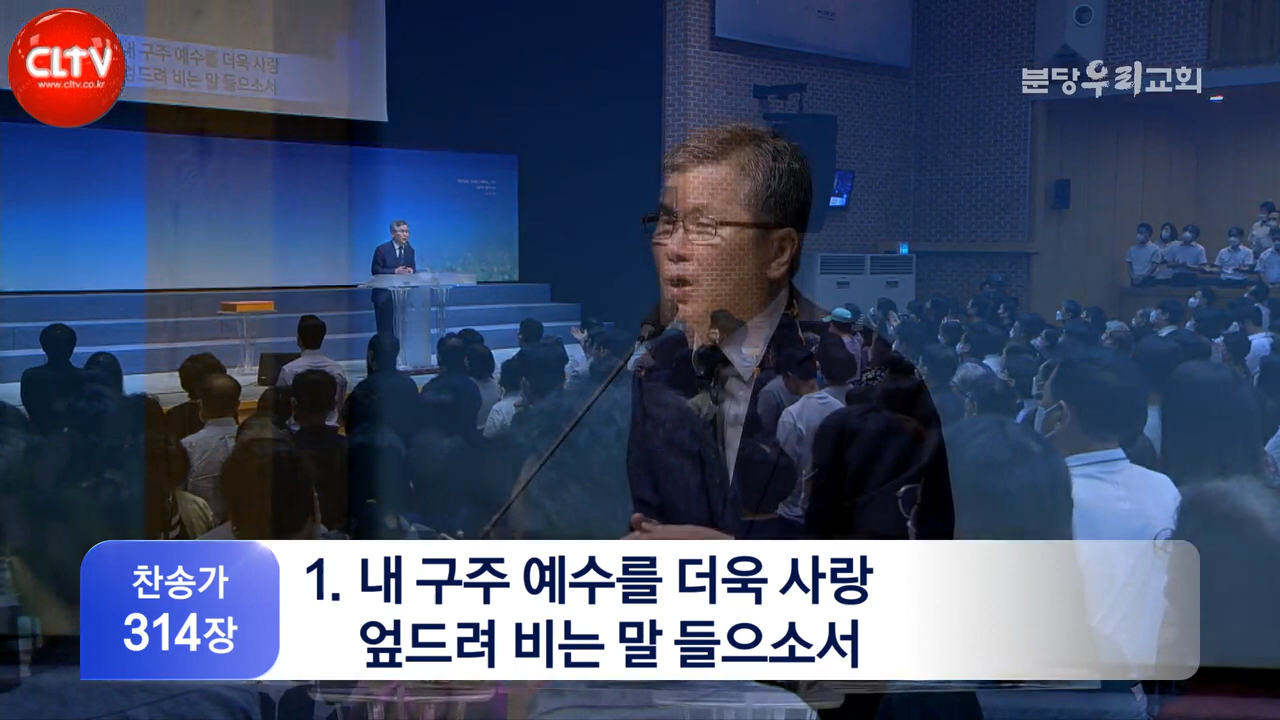 CLTV
www.cltv.co.kr
내 구주 예수를 더욱 사랑
엎드려 비는 말 들으소서
분당우리교회
찬송가
314장
1. 내 구주 예수를 더욱 사랑
엎드려 비는 말 들으소서